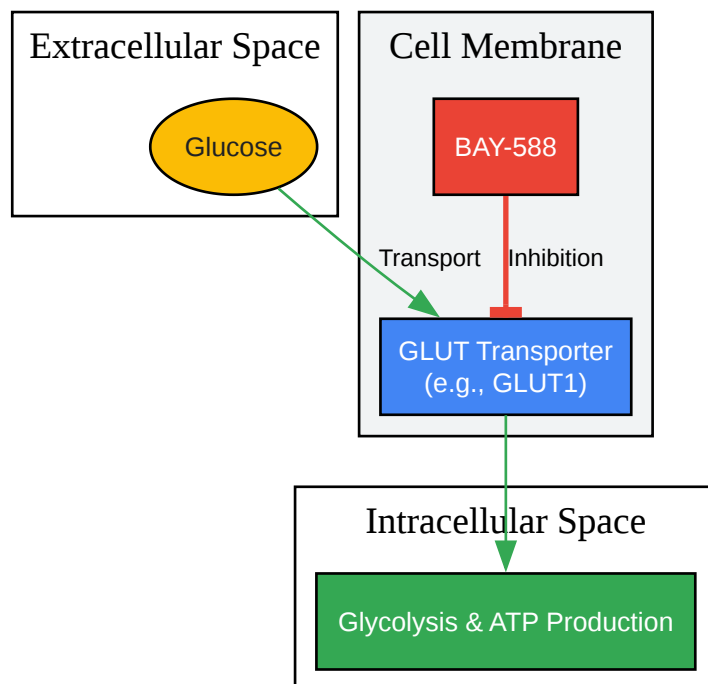 Extracellular Space
Cell Membrane
Glucose
BAY-588
Transport
Inhibition
GLUT Transporter
(e.g., GLUT1)
Intracellular Space
Glycolysis & ATP Production